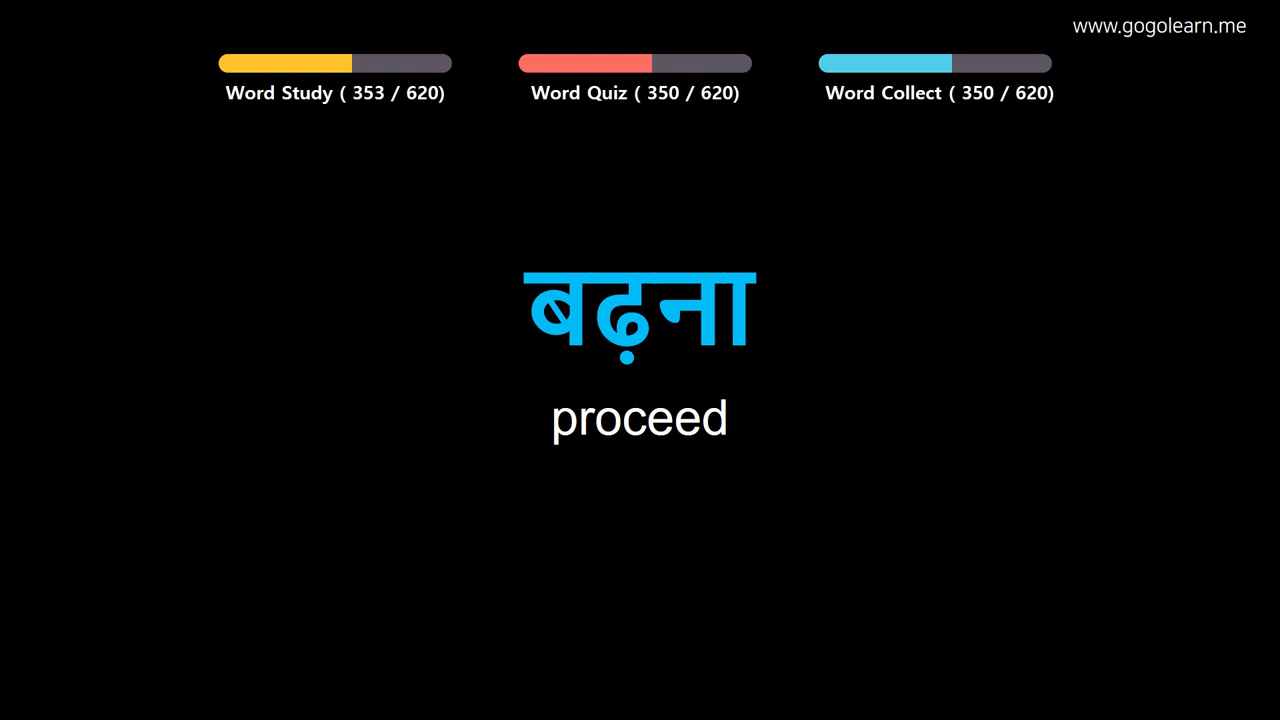 www.gogolearn.me
Word Study ( 353 / 620)
Word Quiz ( 350 / 620)
Word Collect ( 350 / 620)
बढ़ना
proceed